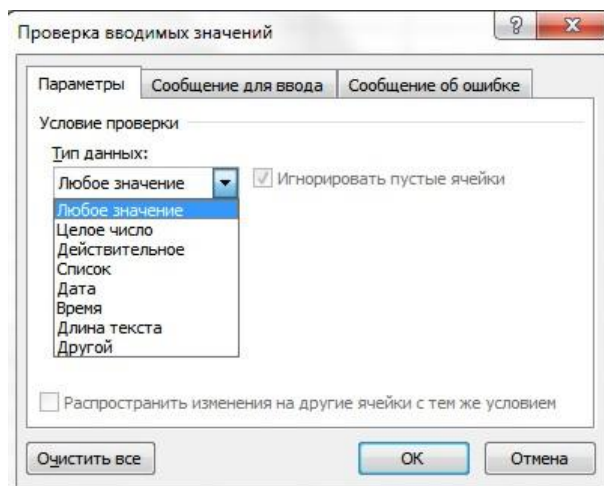 Проверка вводимых значений
Параметры Сообщение для ввода Сообщение об ошибке
Условие проверки
Тип данных:
Любое значение Игнорировать пустые ячейки
Любое значение
Целое число
Действительное
Список
Дата
Время
Длина текста
Другой
Распространить изменения на другие ячейки с тем же условием
Очистить все ОК Отмена